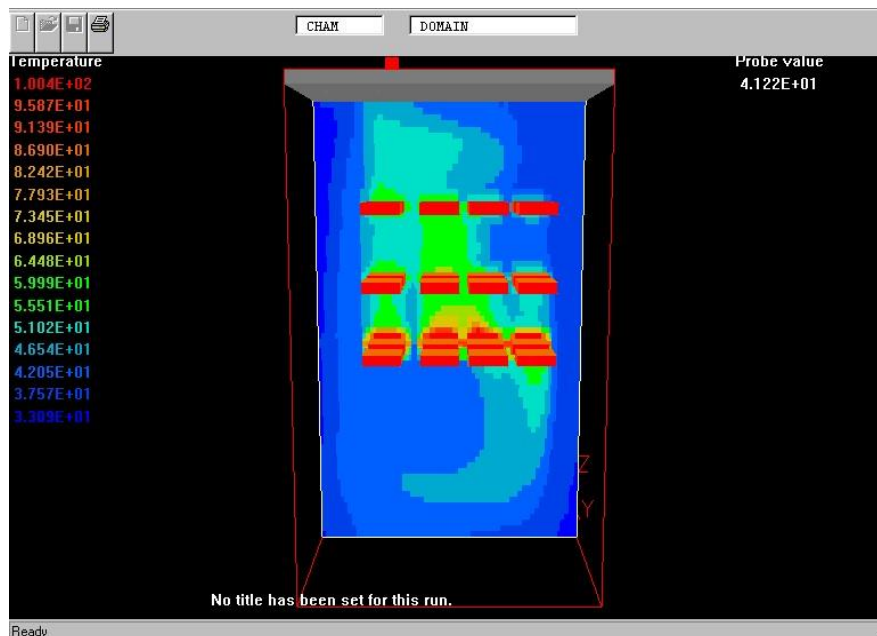 CHAM DOMAIN
Temperature
1.004E+02
9.587E+01
9.139E+01
8.690E+01
8.242E+01
7.793E+01
7.345E+01
6.896E+01
6.448E+01
5.999E+01
5.551E+01
5.102E+01
4.654E+01
4.205E+01
3.757E+01
3.309E+01
Probe value
4.122E+01
Z
Y
No title has been set for this run.
Ready